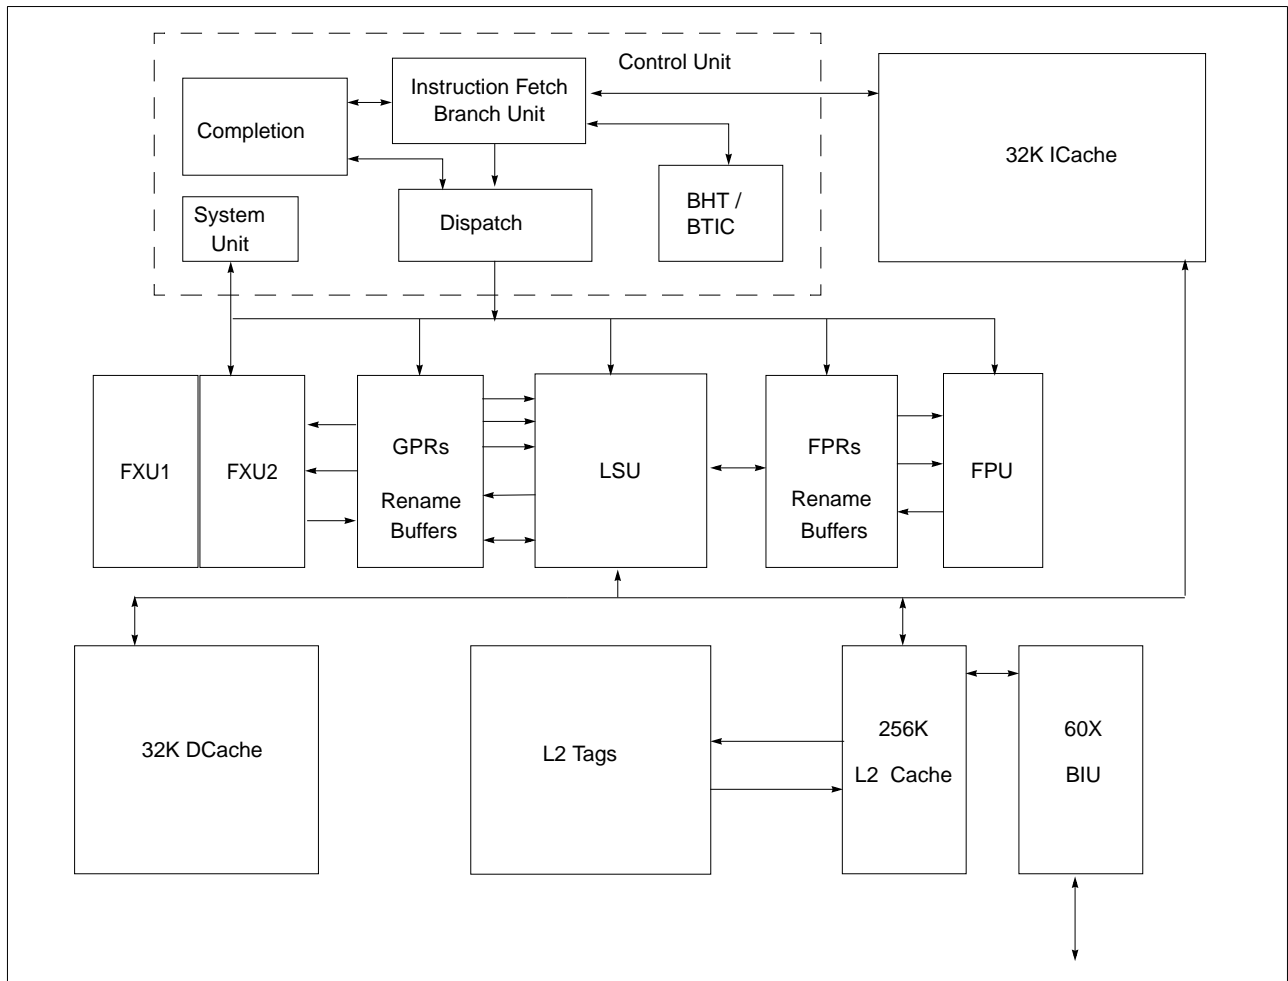 Control Unit
Instruction Fetch
Branch Unit
Completion
32K ICache
BHT /
BTIC
System
Unit
Dispatch
FXU1
FXU2
GPRs
Rename
Buffers
LSU
FPRs
Rename
Buffers
FPU
32K DCache
L2 Tags
256K
L2 Cache
60X
BIU